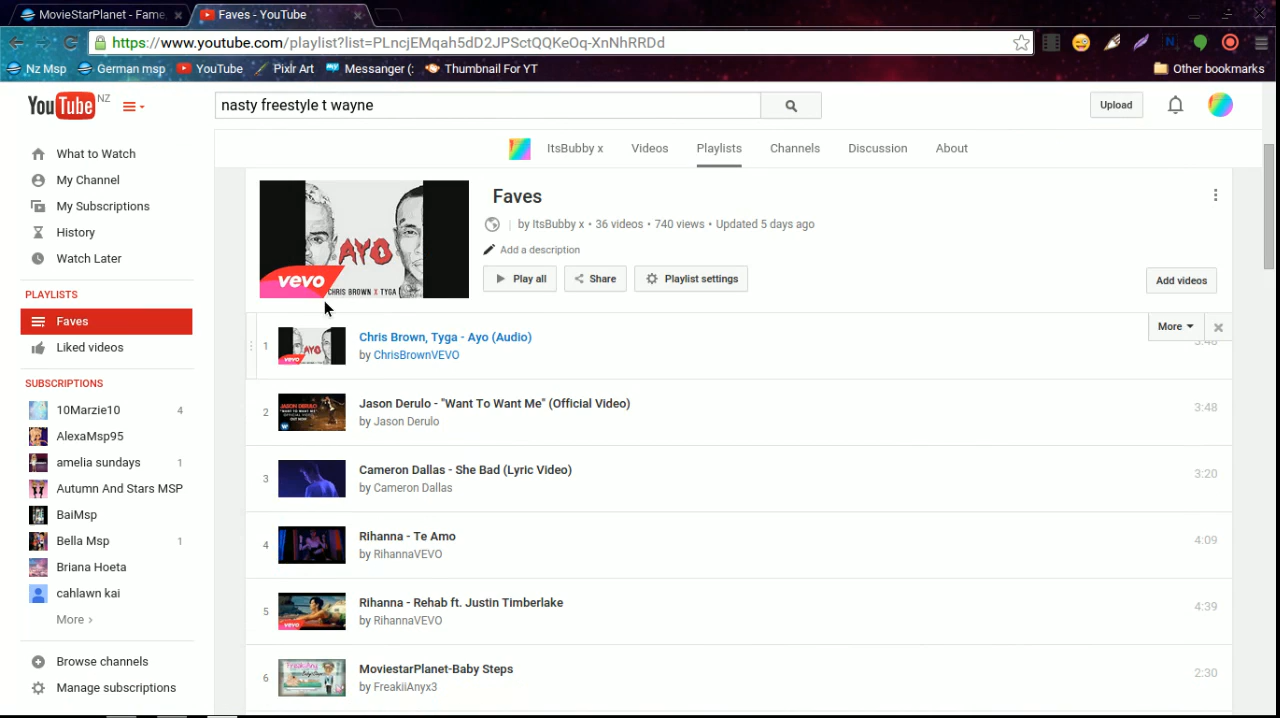 MovieStarPlanet - Fame,
Faves - YouTube
https://www.youtube.com/playlist?list=PLncjEMqah5dD2JPSctQQKeOq-XnNhRRDd
Nz Msp
German msp
YouTube
Pixlr Art
Messanger (:
Thumbnail For YT
Other bookmarks
YouTube NZ
nasty freestyle t wayne
Upload
What to Watch
My Channel
My Subscriptions
History
Watch Later
PLAYLISTS
Faves
Liked videos
SUBSCRIPTIONS
10Marzie10 4
AlexaMsp95
amelia sundays 1
Autumn And Stars MSP
BaiMsp
Bella Msp 1
Briana Hoeta
cahlawn kai
More ›
Browse channels
Manage subscriptions
ItsBubby x
Videos
Playlists
Channels
Discussion
About
AYO
vevo
CHRIS BROWN X TYGA
Faves
by ItsBubby x • 36 videos • 740 views • Updated 5 days ago
Add a description
Play all
Share
Playlist settings
Add videos
More
1
Chris Brown, Tyga - Ayo (Audio)
by ChrisBrownVEVO
2
Jason Derulo - "Want To Want Me" (Official Video)
by Jason Derulo
3:48
3
Cameron Dallas - She Bad (Lyric Video)
by Cameron Dallas
3:20
4
Rihanna - Te Amo
by RihannaVEVO
4:09
5
Rihanna - Rehab ft. Justin Timberlake
by RihannaVEVO
4:39
6
MoviestarPlanet-Baby Steps
by FreakiiAnyx3
2:30